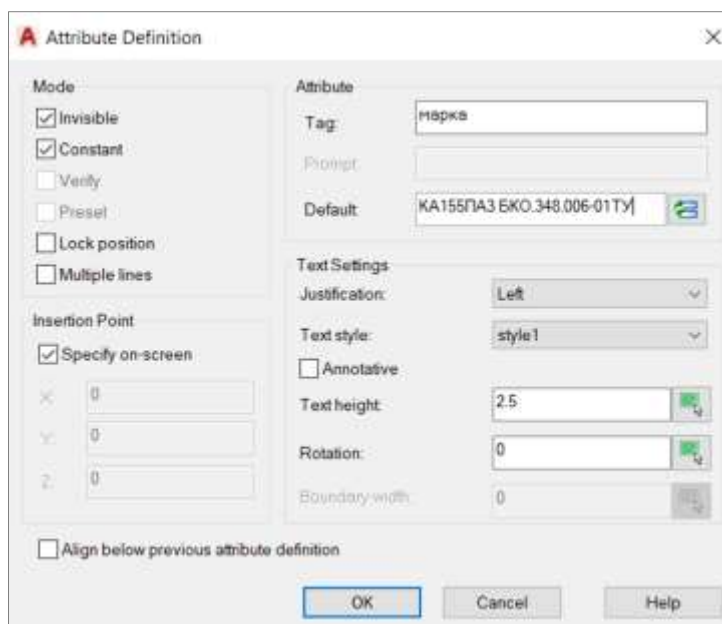 Attribute Definition
Mode
Invisible
Constant
Verify
Preset
Lock position
Multiple lines
Insertion Point
Specify on-screen
X: 0
Y: 0
Z: 0
Attribute
Tag: марка
Prompt:
Default: КА155ПА3 БКО.348.006-01ТУ
Text Settings
Justification: Left
Text style: style1
Annotative
Text height: 2.5
Rotation: 0
Boundary width: 0
Align below previous attribute definition
OK Cancel Help